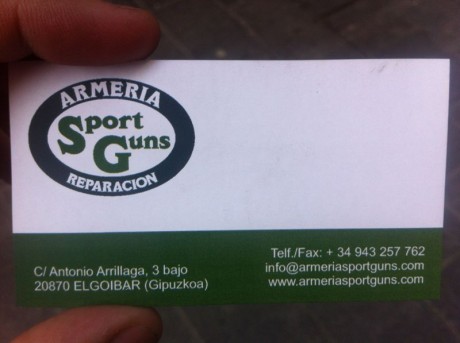 ARMERIA
Sport
Guns
REPARACION
C/ Antonio Arrillaga, 3 bajo
20870 ELGOIBAR (Gipuzkoa)
Telf./Fax: + 34 943 257 762
info@armeriasportguns.com
www.armeriasportguns.com